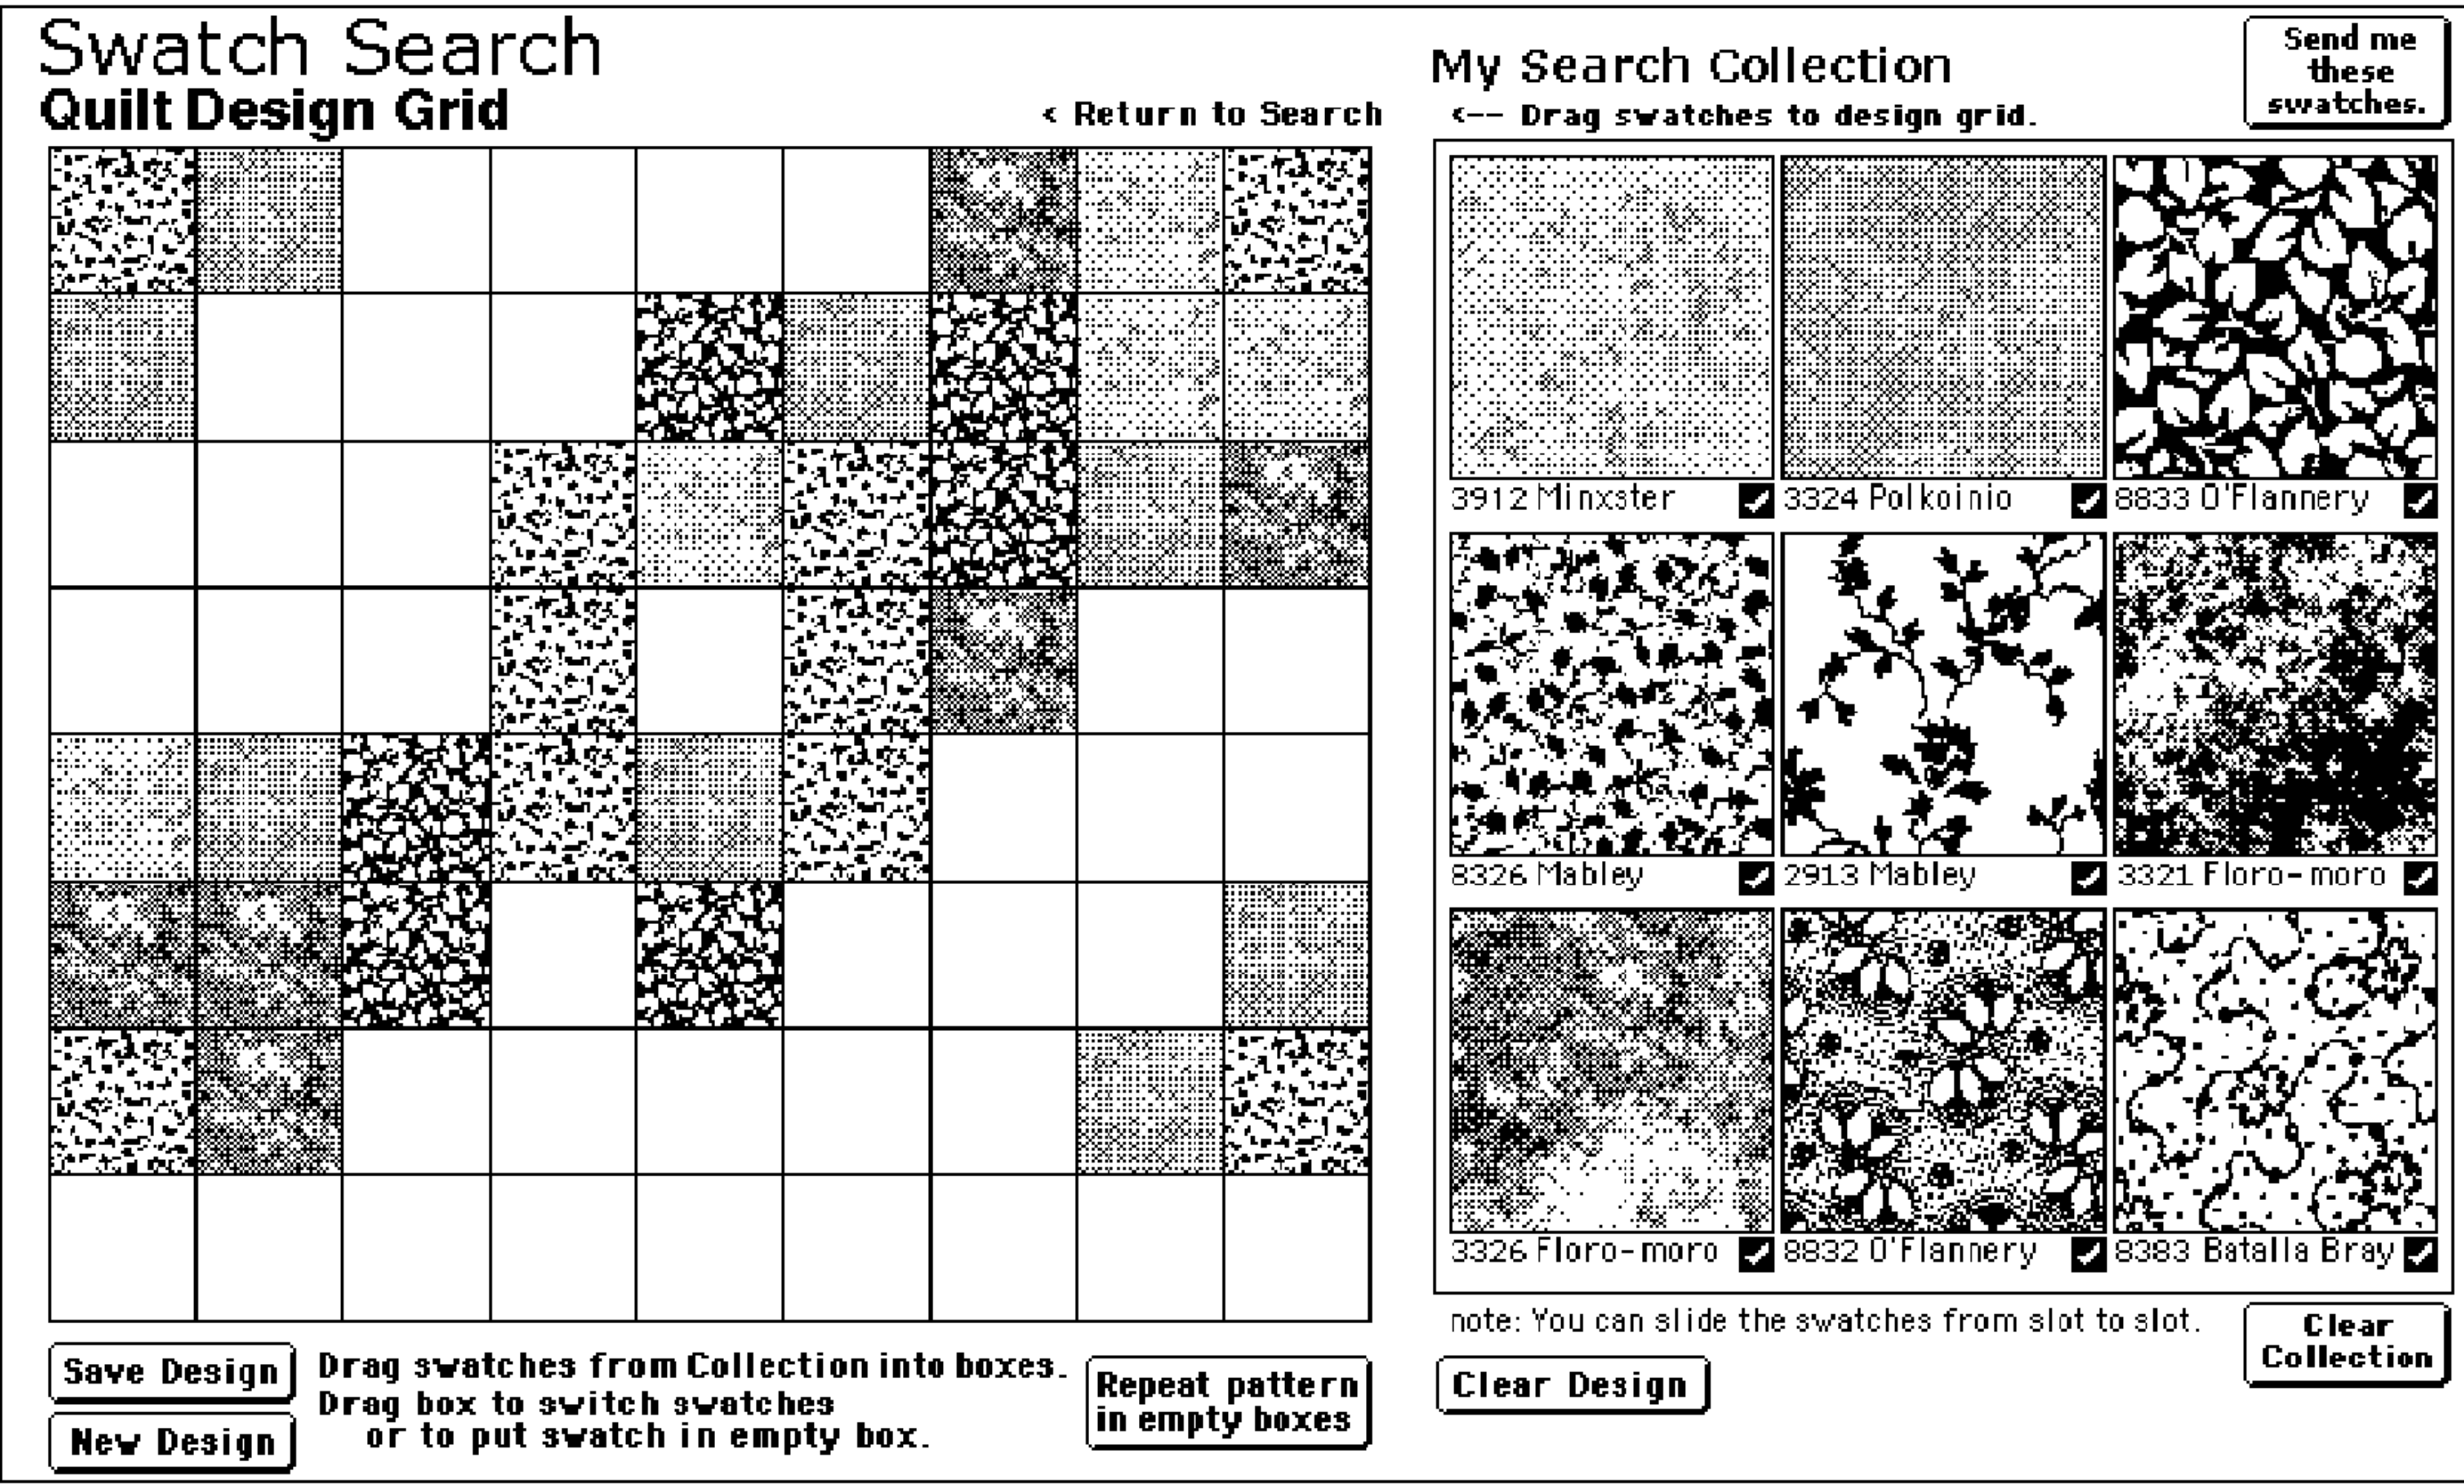 Swatch Search
Quilt Design Grid
< Return to Search
My Search Collection
<-- Drag swatches to design grid.
Send me
these
swatches.
3912 Minxster
3324 Polkoinio
8833 O'Flannery
8326 Mabley
2913 Mabley
3321 Floro-moro
3326 Floro-moro
8832 O'Flannery
8383 Batalla Bray
note: You can slide the swatches from slot to slot.
Clear
Collection
Clear Design
Save Design
New Design
Drag swatches from Collection into boxes.
Drag box to switch swatches
or to put swatch in empty box.
Repeat pattern
in empty boxes